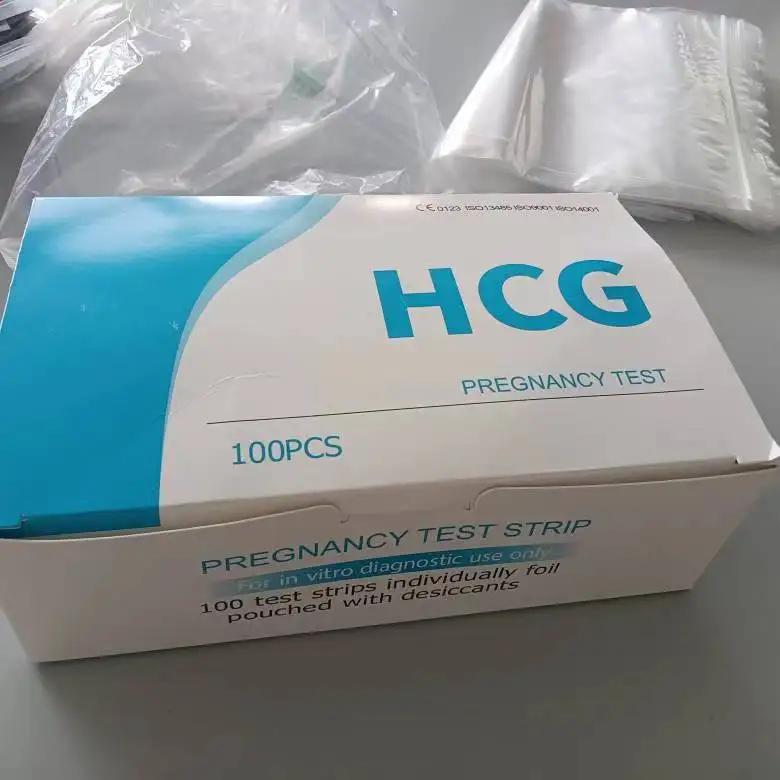 CE 0123 ISO13485 ISO9001 ISO14001
HCG
PREGNANCY TEST
100PCS
PREGNANCY TEST STRIP
For in vitro diagnostic use only
100 test strips individually foil
pouched with desiccants